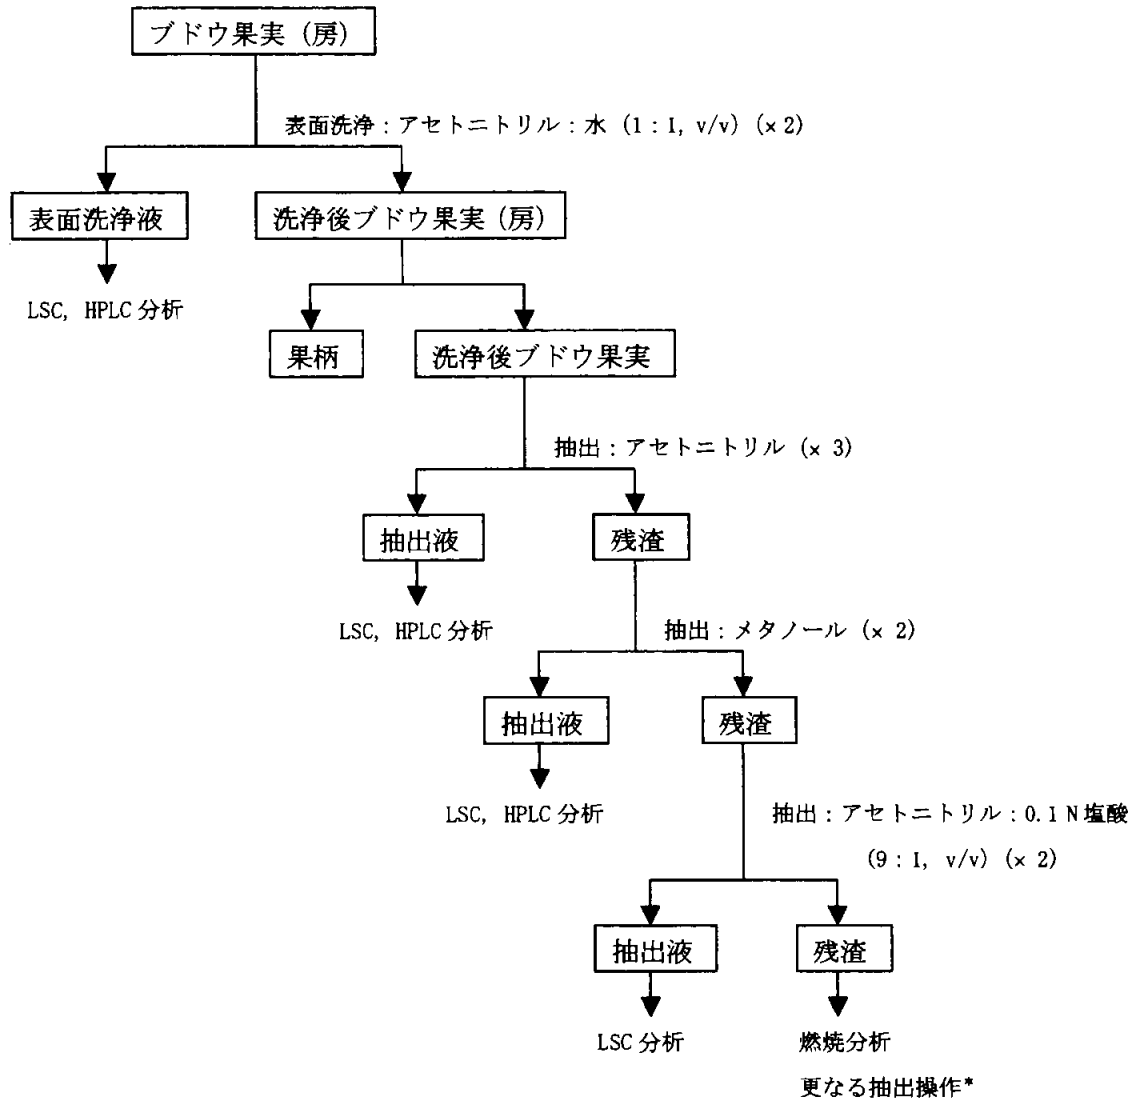 ブドウ果実 (房)
表面洗浄：アセトニトリル：水 (1：1, v/v) (× 2)
表面洗浄液
洗浄後ブドウ果実 (房)
LSC, HPLC 分析
果柄
洗浄後ブドウ果実
抽出：アセトニトリル (× 3)
抽出液
残渣
LSC, HPLC 分析
抽出：メタノール (× 2)
抽出液
残渣
LSC, HPLC 分析
抽出：アセトニトリル：0.1 N 塩酸
(9：1, v/v) (× 2)
抽出液
残渣
LSC 分析
燃焼分析
更なる抽出操作*